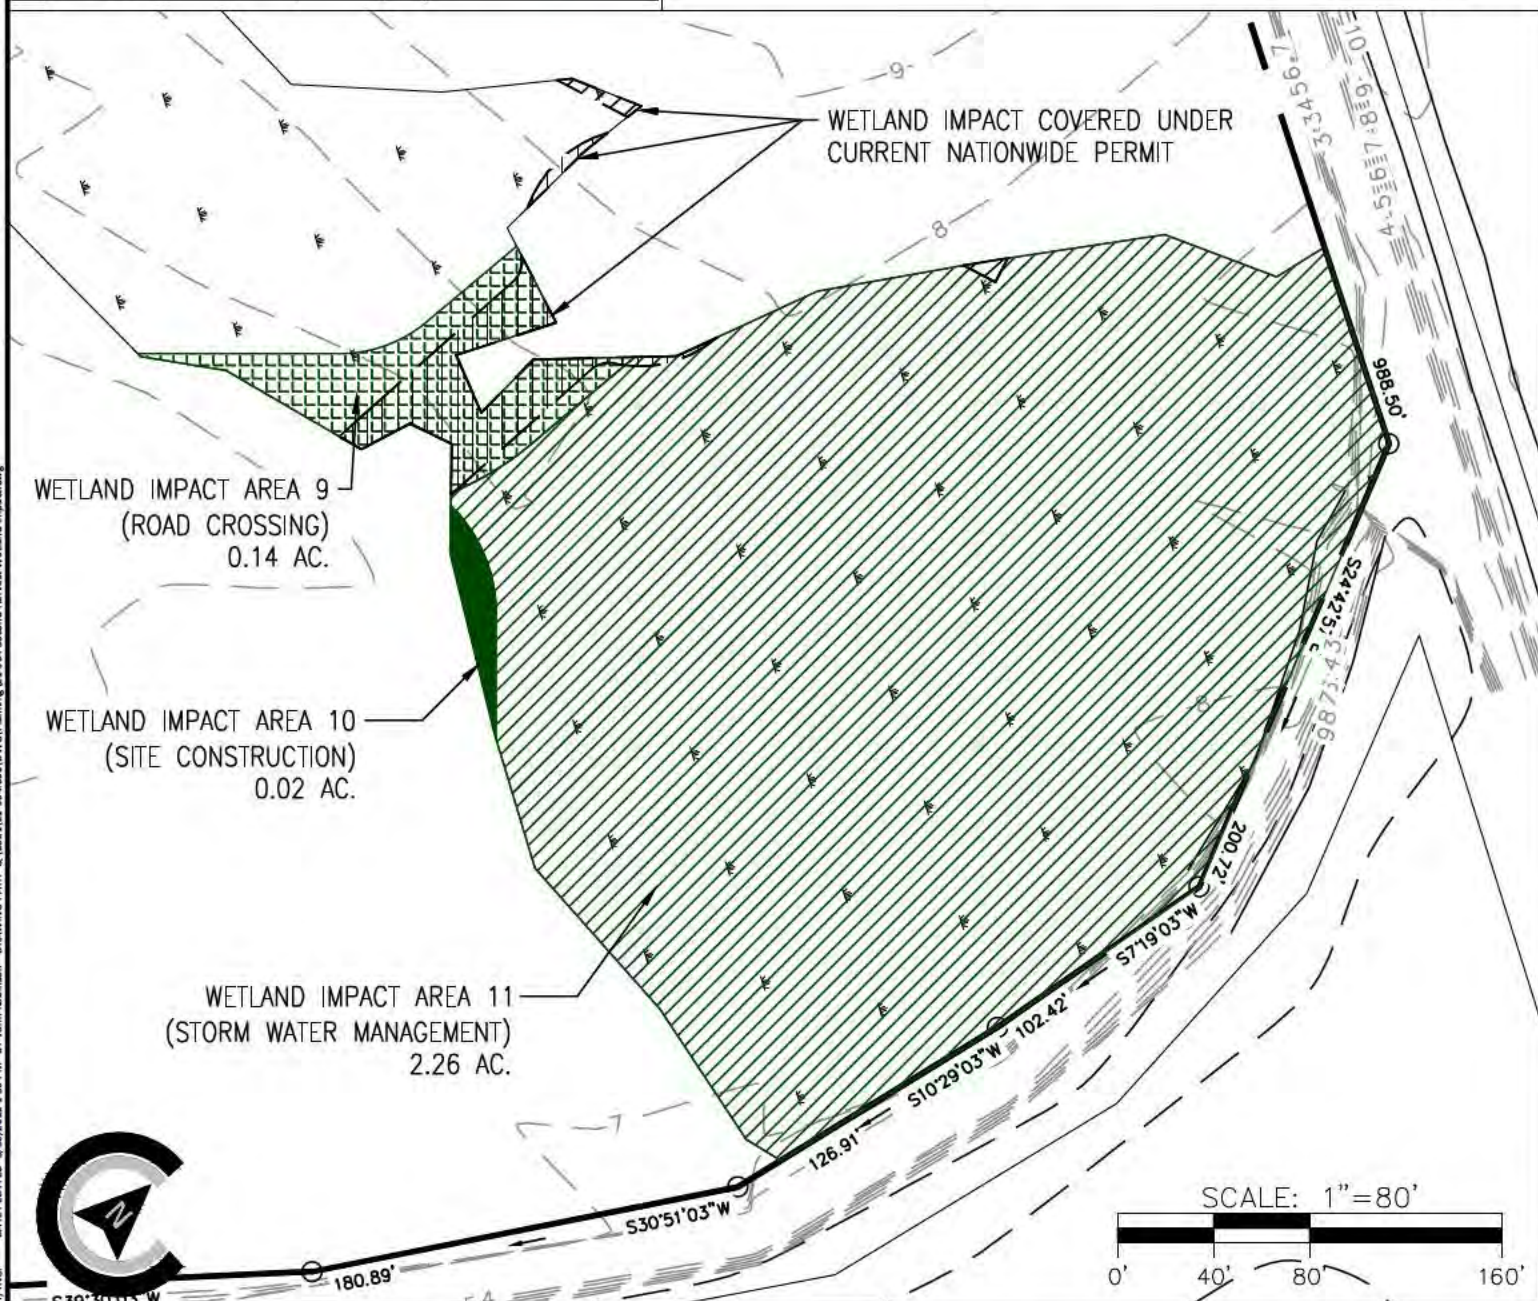 WETLAND IMPACT COVERED UNDER
CURRENT NATIONWIDE PERMIT
9
8
988.50'
WETLAND IMPACT AREA 9
(ROAD CROSSING)
0.14 AC.
WETLAND IMPACT AREA 10
(SITE CONSTRUCTION)
0.02 AC.
8
200.72'
S7°19'03"W
102.42'
S10°29'03"W
WETLAND IMPACT AREA 11
(STORM WATER MANAGEMENT)
2.26 AC.
126.91'
7
S30°51'03"W
180.89'
N
SCALE: 1"=80'
0' 40' 80' 160'